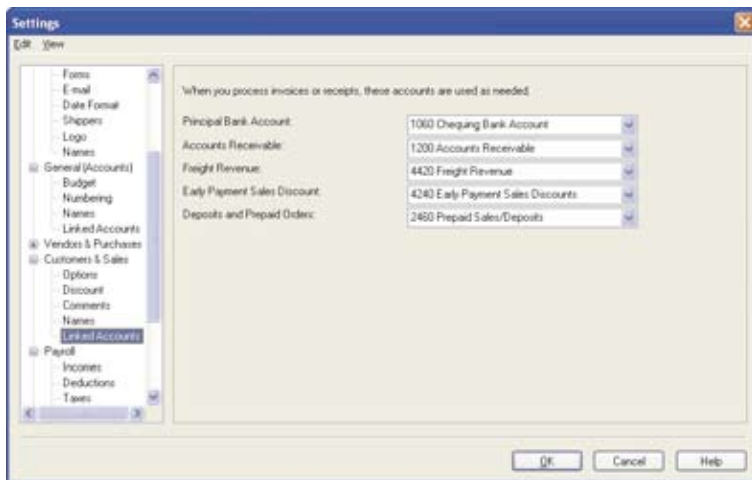 Settings
Edit View
Forms
E-mail
Date Format
Shippers
Logo
Names
General (Accounts)
Budget
Numbering
Names
Linked Accounts
Vendors & Purchases
Customers & Sales
Options
Discount
Comments
Names
Linked Accounts
Payroll
Incomes
Deductions
Taxes
When you process invoices or receipts, these accounts are used as needed.
Principal Bank Account: 1060 Chequing Bank Account
Accounts Receivable: 1200 Accounts Receivable
Freight Revenue: 4420 Freight Revenue
Early Payment Sales Discount: 4240 Early Payment Sales Discounts
Deposits and Prepaid Orders: 2460 Prepaid Sales/Deposits
OK Cancel Help